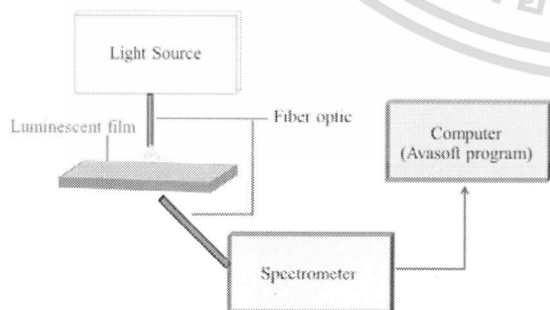 Light Source
Luminescent film
Fiber optic
Computer
(Avasoft program)
Spectrometer